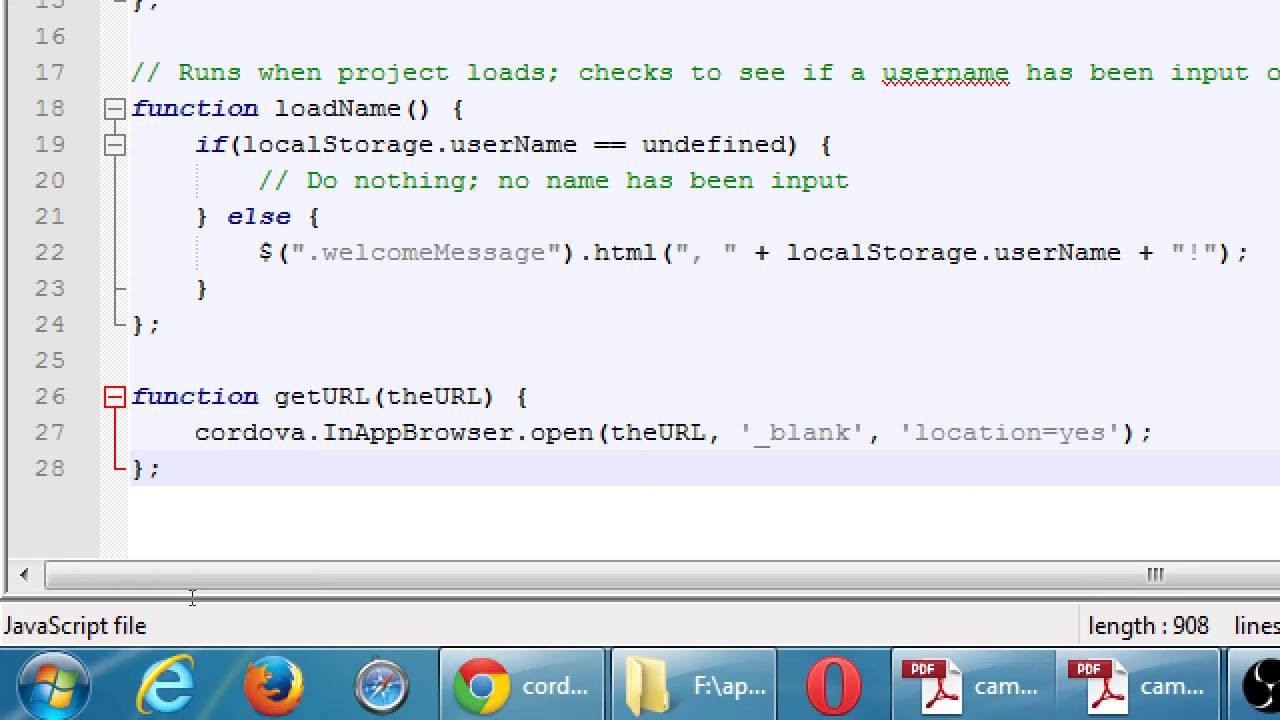 15 };
16
17 // Runs when project loads; checks to see if a username has been input
18 function loadName() {
19 if(localStorage.userName == undefined) {
20 // Do nothing; no name has been input
21 } else {
22 $(".welcomeMessage").html(", " + localStorage.userName + "!");
23 }
24 };
25
26 function getURL(theURL) {
27 cordova.InAppBrowser.open(theURL, '_blank', 'location=yes');
28 };
JavaScript file length : 908 lines
cord... F:\ap... PDF cam... PDF cam...